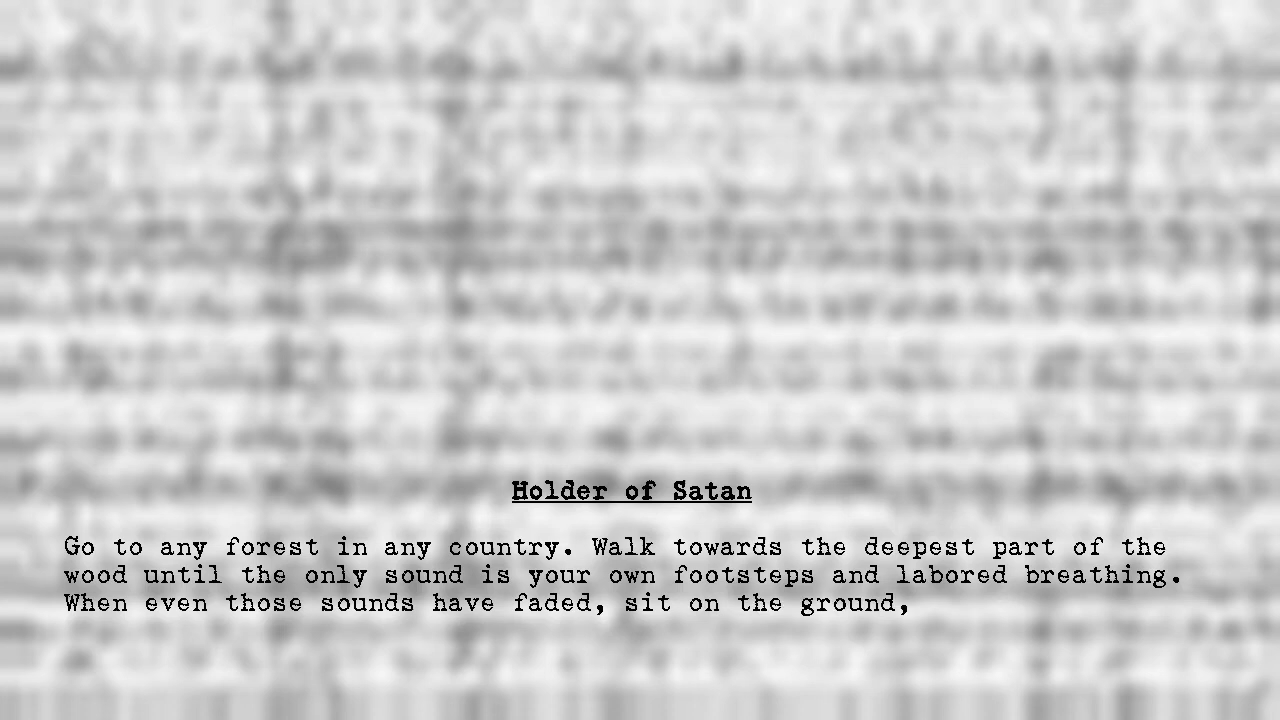 Holder of Satan
Go to any forest in any country. Walk towards the deepest part of the
wood until the only sound is your own footsteps and labored breathing.
When even those sounds have faded, sit on the ground,